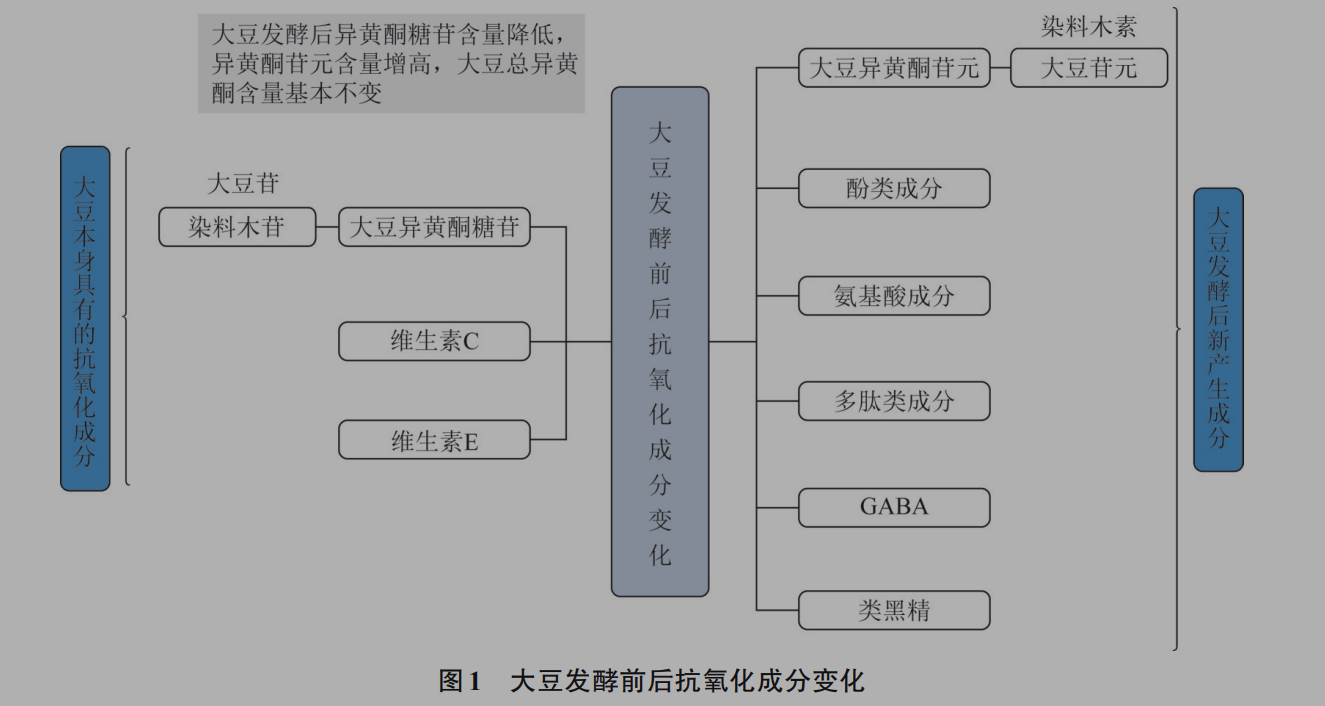 大豆发酵后异黄酮糖苷含量降低，
异黄酮苷元含量增高，大豆总异黄
酮含量基本不变
大豆本身具有的抗氧化成分
大豆苷
染料木苷
大豆异黄酮糖苷
维生素C
维生素E
大豆发酵前后抗氧化成分变化
大豆异黄酮苷元
染料木素
大豆苷元
酚类成分
氨基酸成分
多肽类成分
GABA
类黑精
大豆发酵后新产生成分
图1 大豆发酵前后抗氧化成分变化